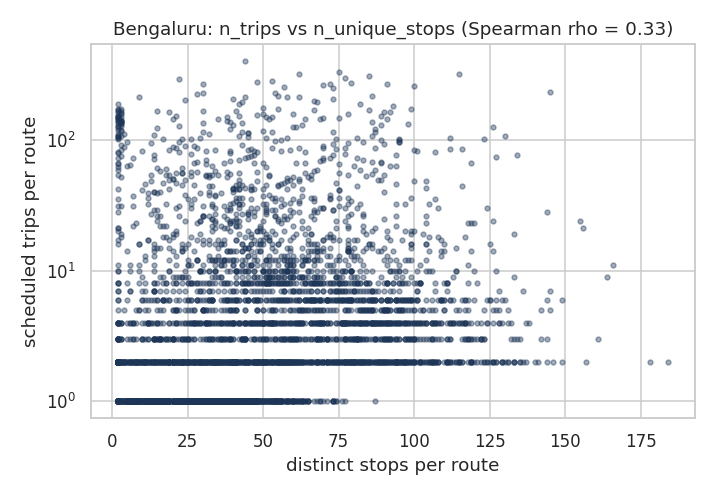 Bengaluru: n_trips vs n_unique_stops (Spearman rho = 0.33)
scheduled trips per route
10²
10¹
10⁰
0 25 50 75 100 125 150 175
distinct stops per route